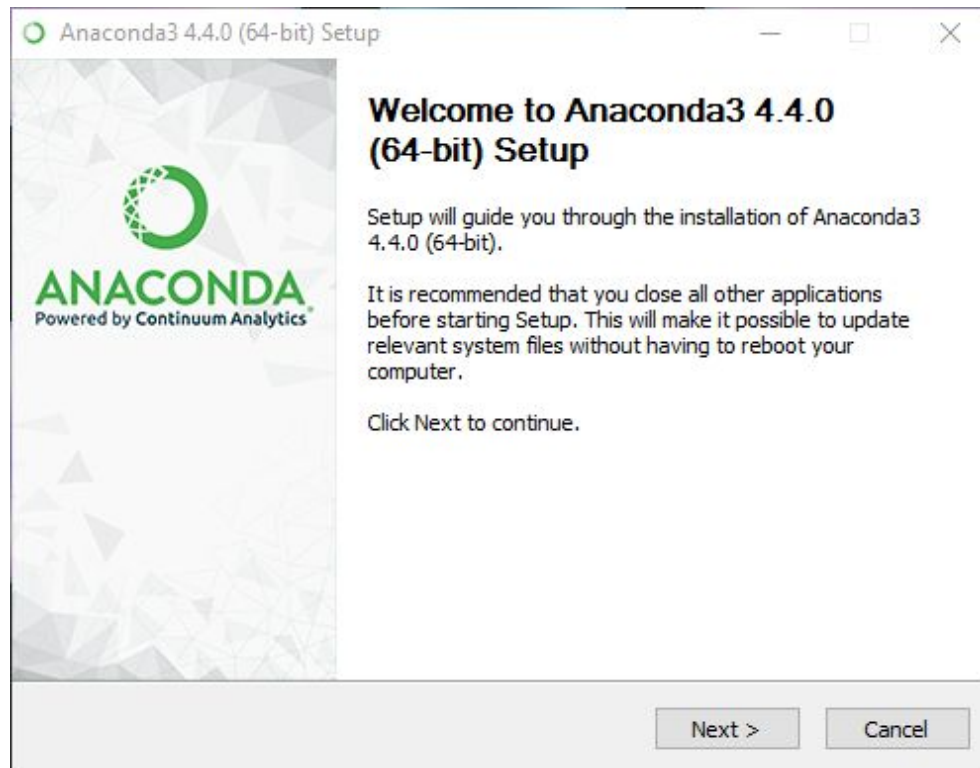 Anaconda3 4.4.0 (64-bit) Setup
ANACONDA®
Powered by Continuum Analytics®
Welcome to Anaconda3 4.4.0
(64-bit) Setup
Setup will guide you through the installation of Anaconda3
4.4.0 (64-bit).
It is recommended that you close all other applications
before starting Setup. This will make it possible to update
relevant system files without having to reboot your
computer.
Click Next to continue.
Next >
Cancel